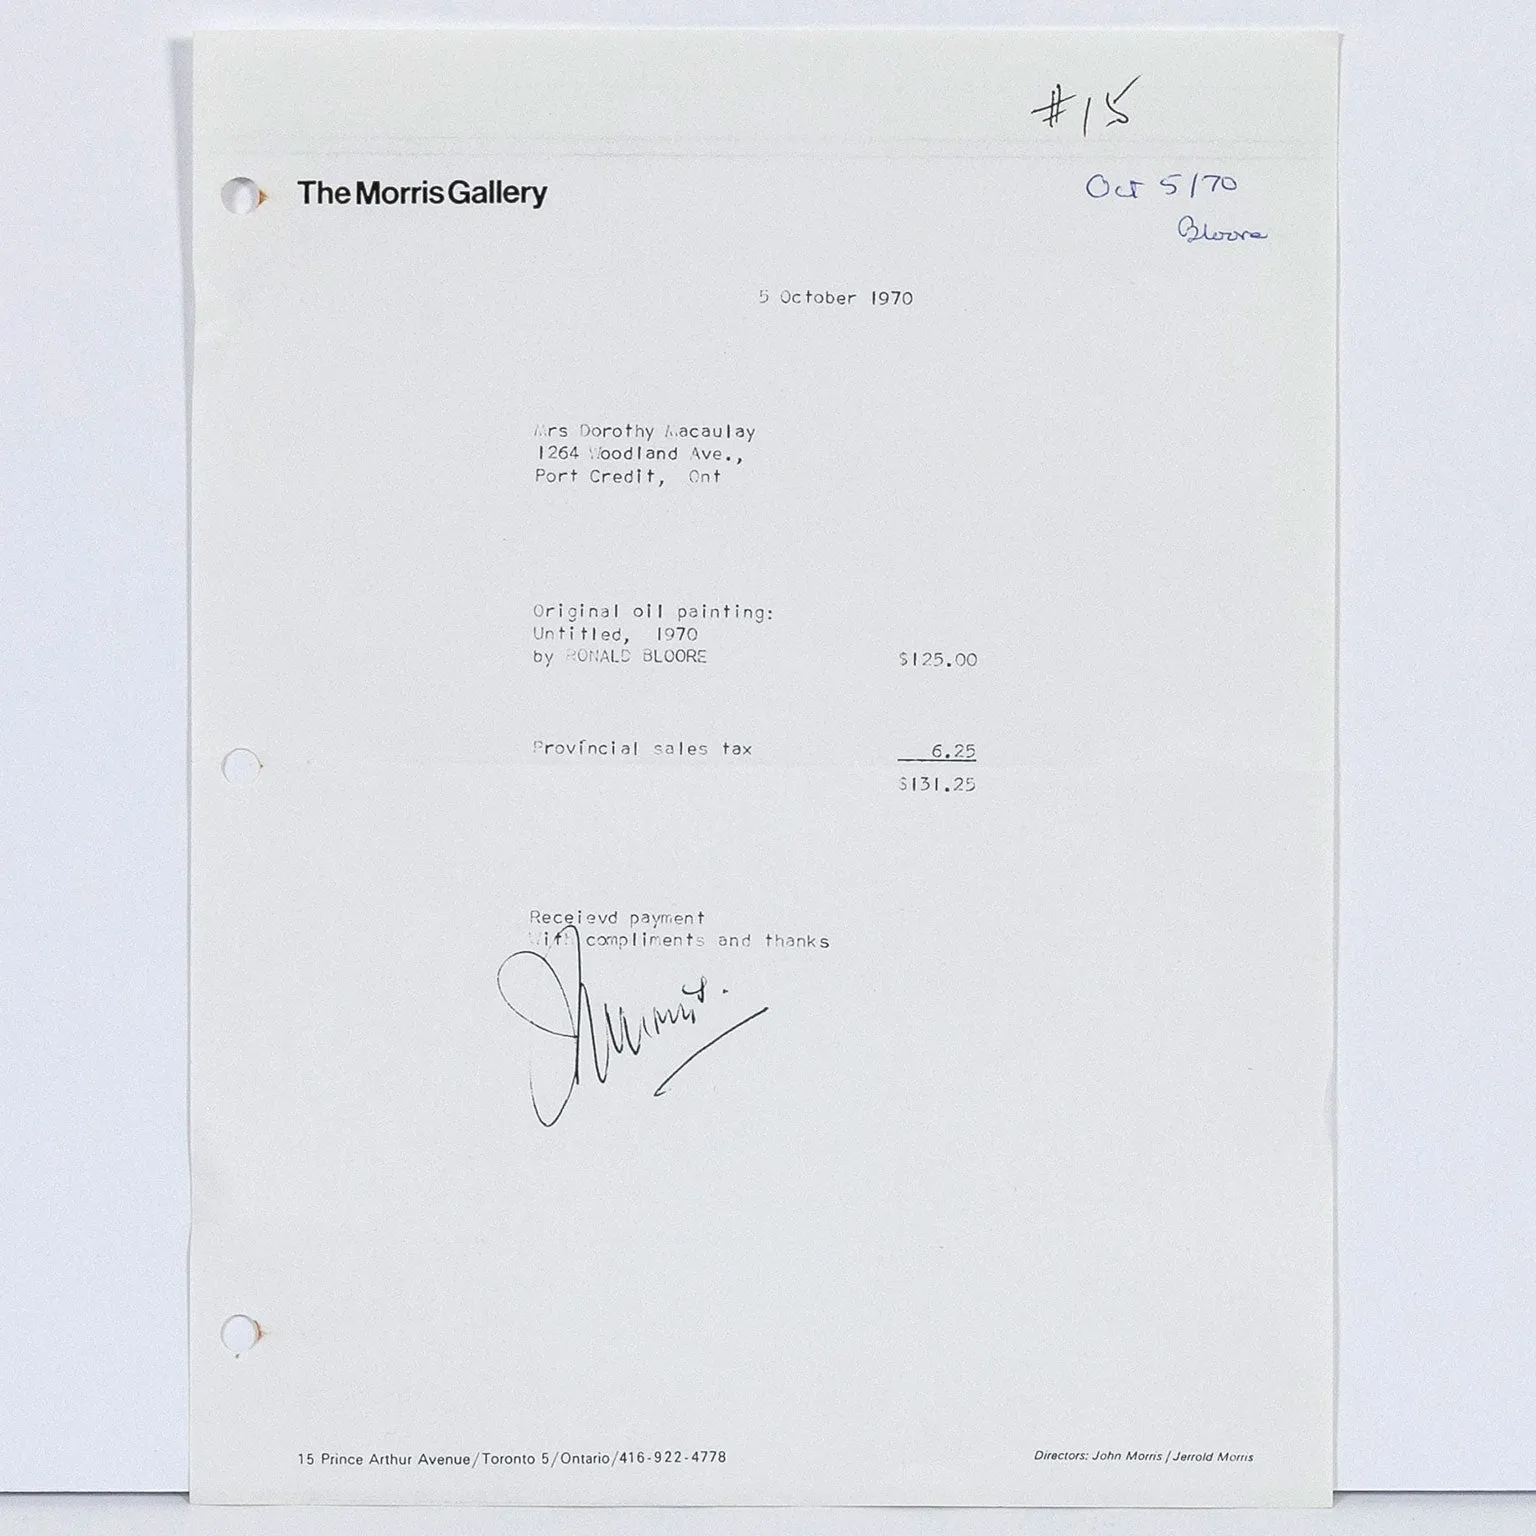 #15
The Morris Gallery
Oct 5/70
Bloore
5 October 1970
Mrs Dorothy Macaulay
1264 Woodland Ave.,
Port Credit, Ont
Original oil painting:
Untitled, 1970
by RONALD BLOORE $125.00
Provincial sales tax 6.25
$131.25
Receievd payment
With compliments and thanks
JMorris.
15 Prince Arthur Avenue/Toronto 5/Ontario/416-922-4778
Directors: John Morris / Jerrold Morris